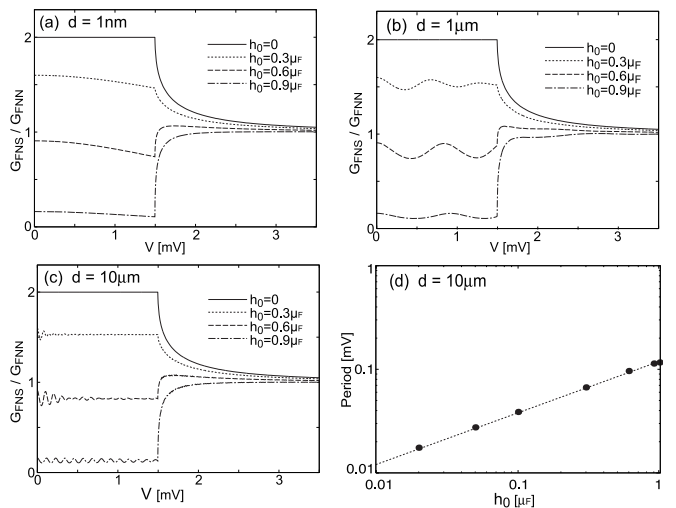 (a) d = 1nm
h₀=0
h₀=0.3μF
h₀=0.6μF
h₀=0.9μF
G_FNS / G_FNN
2
1
0
0 1 2 3
V [mV]
(b) d = 1μm
h₀=0
h₀=0.3μF
h₀=0.6μF
h₀=0.9μF
G_FNS / G_FNN
2
1
0
0 1 2 3
V [mV]
(c) d = 10μm
h₀=0
h₀=0.3μF
h₀=0.6μF
h₀=0.9μF
G_FNS / G_FNN
2
1
0
0 1 2 3
V [mV]
(d) d = 10μm
Period [mV]
1
0.1
0.01
0.01 0.1 1
h₀ [μF]